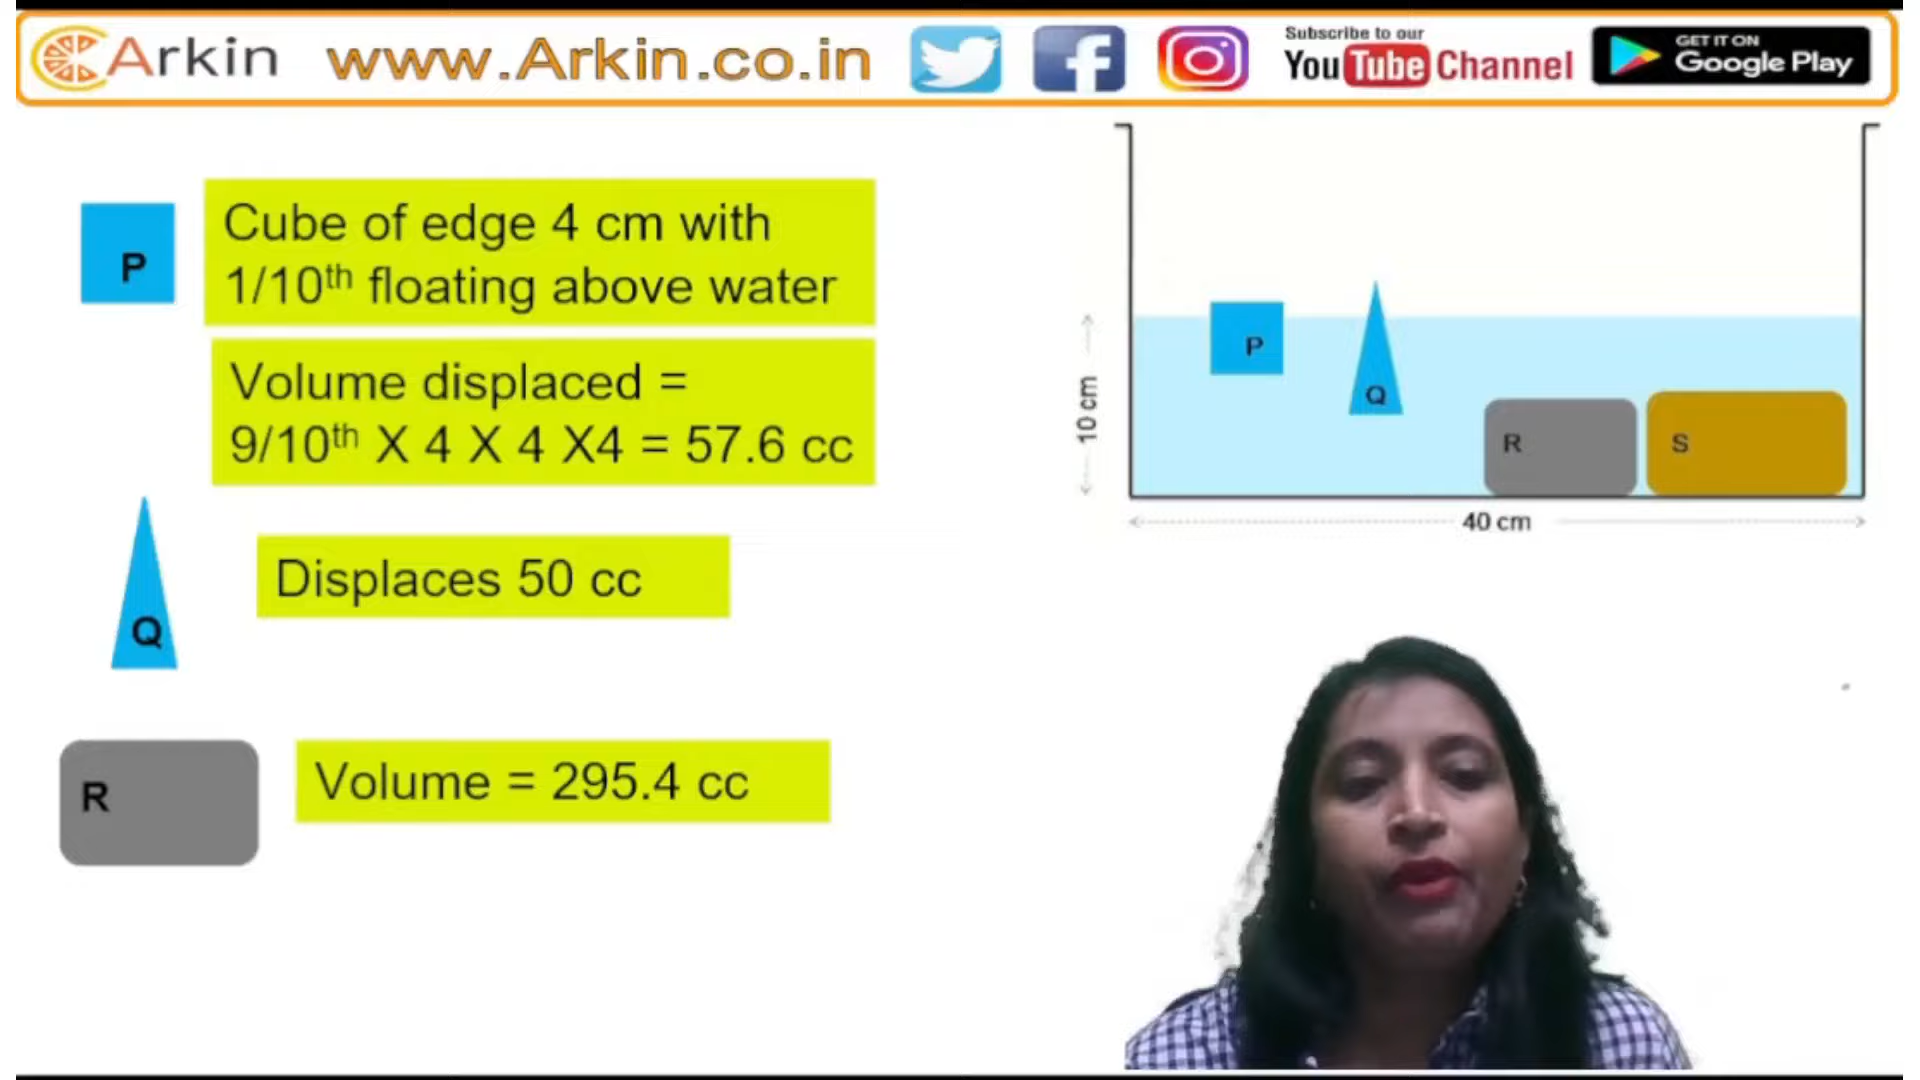 Arkin
www.Arkin.co.in
Subscribe to our
YouTube Channel
GET IT ON
Google Play
P
Cube of edge 4 cm with
1/10th floating above water
Volume displaced =
9/10th X 4 X 4 X4 = 57.6 cc
Q
Displaces 50 cc
R
Volume = 295.4 cc
P
Q
R
S
10 cm
40 cm